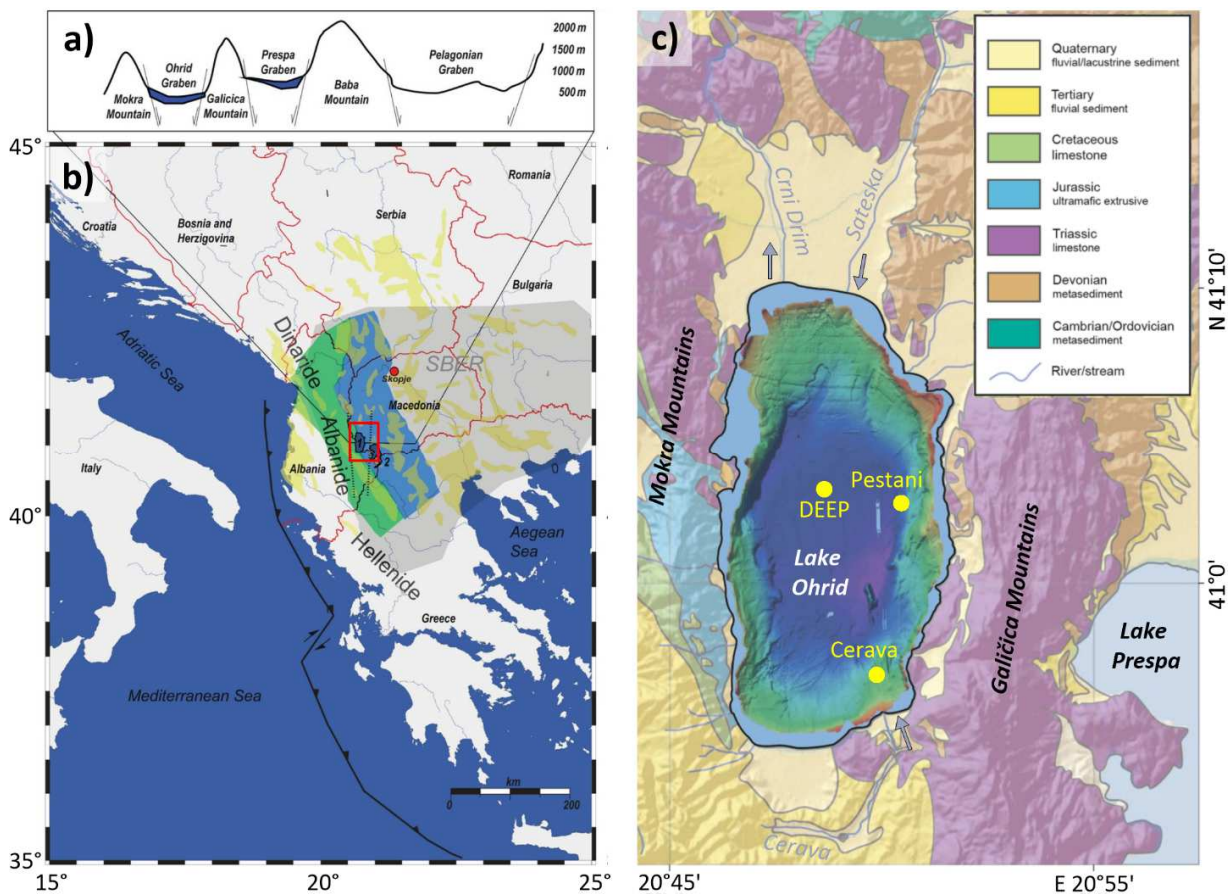 a)
2000 m
1500 m
1000 m
500 m
Ohrid
Graben
Prespa
Graben
Pelagonian
Graben
Mokra
Mountain
Galicica
Mountain
Baba
Mountain
b)
45°
40°
35°
15°
20°
25°
Romania
Croatia
Bosnia and
Herzigovina
Serbia
Bulgaria
Adriatic Sea
Dinaride
SBER
Skopje
Macedonia
2
0
Italy
Albania
Albanide
Aegean
Sea
Hellenide
Greece
Mediterranean Sea
km
0
200
c)
Quaternary
fluvial/lacustrine sediment
Tertiary
fluvial sediment
Cretaceous
limestone
Jurassic
ultramafic extrusive
Triassic
limestone
Devonian
metasediment
Cambrian/Ordovician
metasediment
River/stream
Crni Drim
Sateska
N 41°10'
41°0'
Mokra Mountains
Pestani
DEEP
Lake
Ohrid
Cerava
Galičica Mountains
Lake
Prespa
Cerava
20°45'
E 20°55'